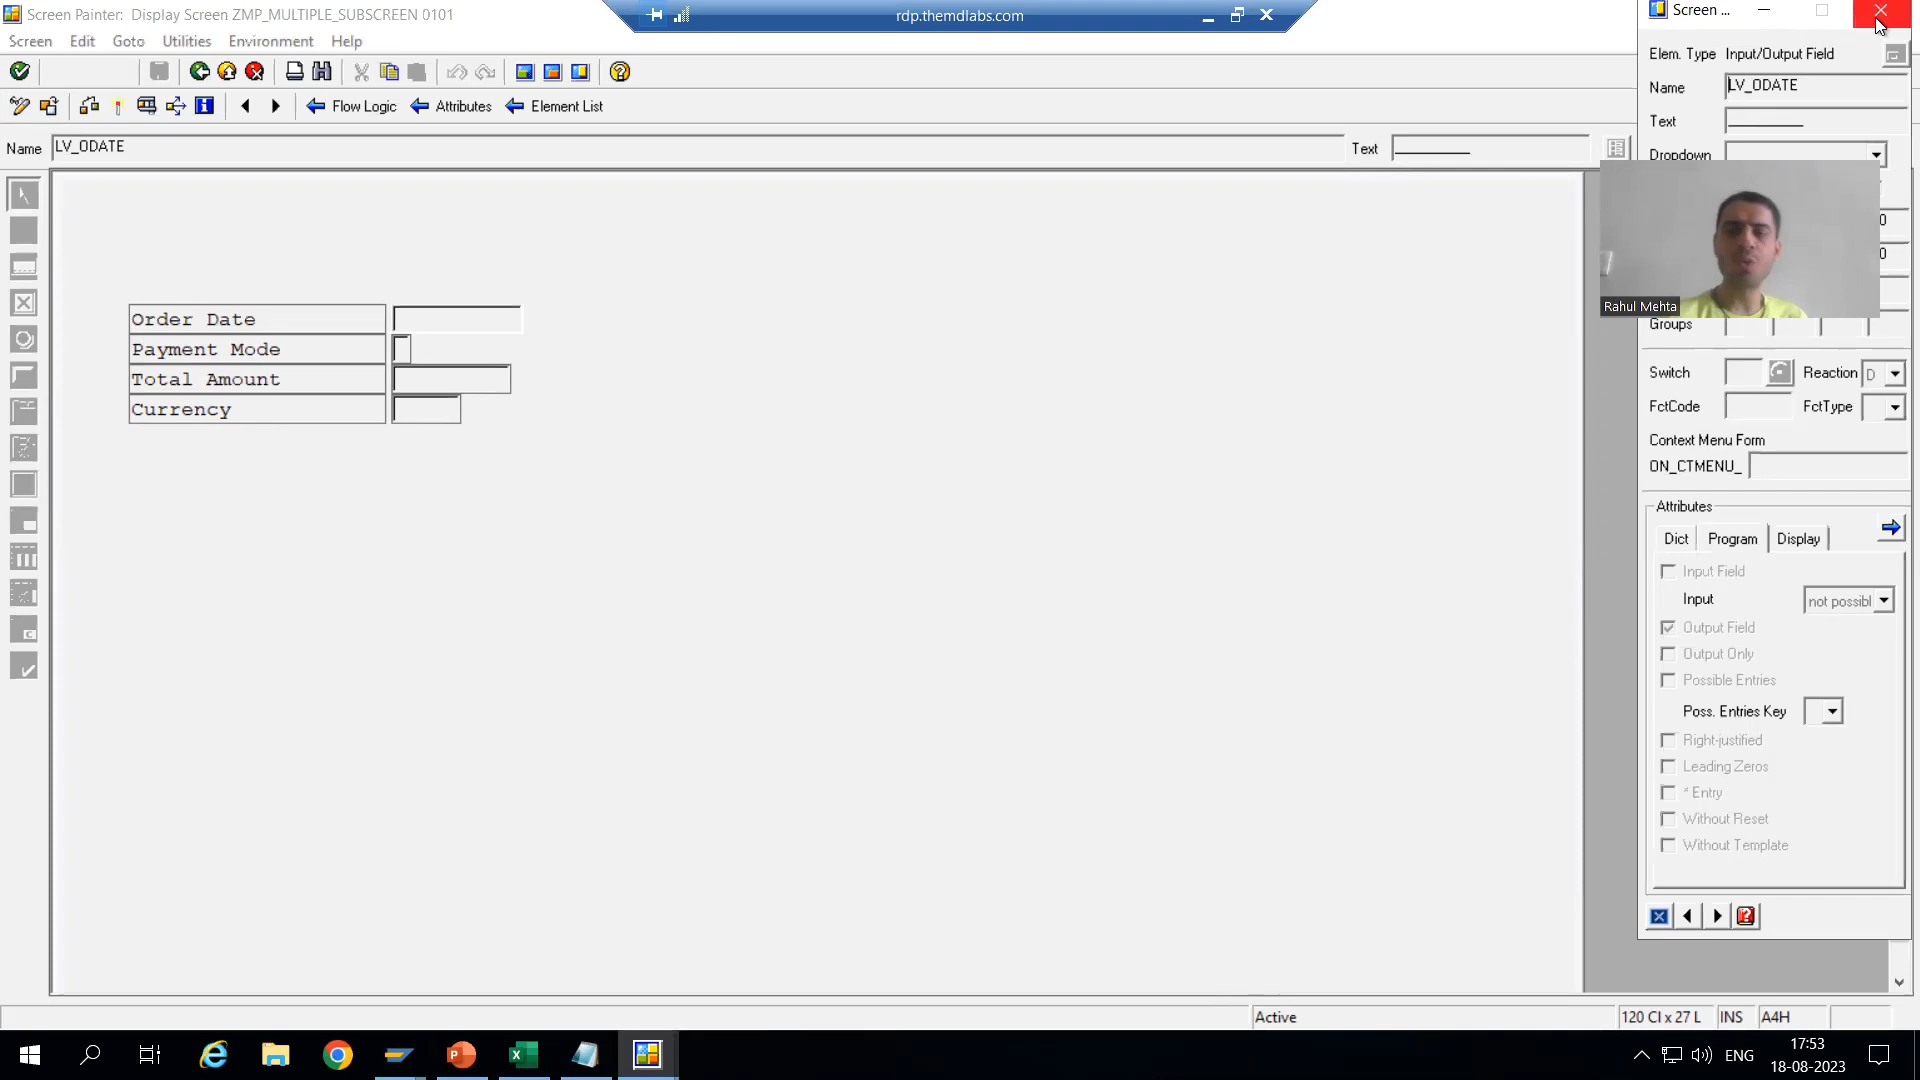 Screen Painter: Display Screen ZMP_MULTIPLE_SUBSCREEN 0101
rdp.themdlabs.com
Screen ...
Screen Edit Goto Utilities Environment Help
Flow Logic Attributes Element List
Name LV_ODATE Text __________
Order Date
Payment Mode
Total Amount
Currency
Elem. Type Input/Output Field
Name LV_ODATE
Text __________
Dropdown
0
0
Rahul Mehta
Groups
Switch Reaction D
FctCode FctType
Context Menu Form
ON_CTMENU_
Attributes
Dict Program Display
Input Field
Input not possibl
Output Field
Output Only
Possible Entries
Poss. Entries Key
Right-justified
Leading Zeros
* Entry
Without Reset
Without Template
Active 120 Cl x 27 L INS A4H
ENG 17:53
18-08-2023